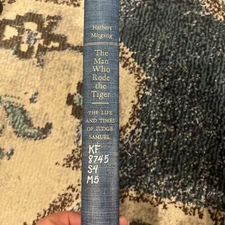 Herbert
Mitgang
The
Man
Who
Rode
the
Tiger
THE LIFE
AND TIMES
OF JUDGE
SAMUEL
KF
8745
S4
M5